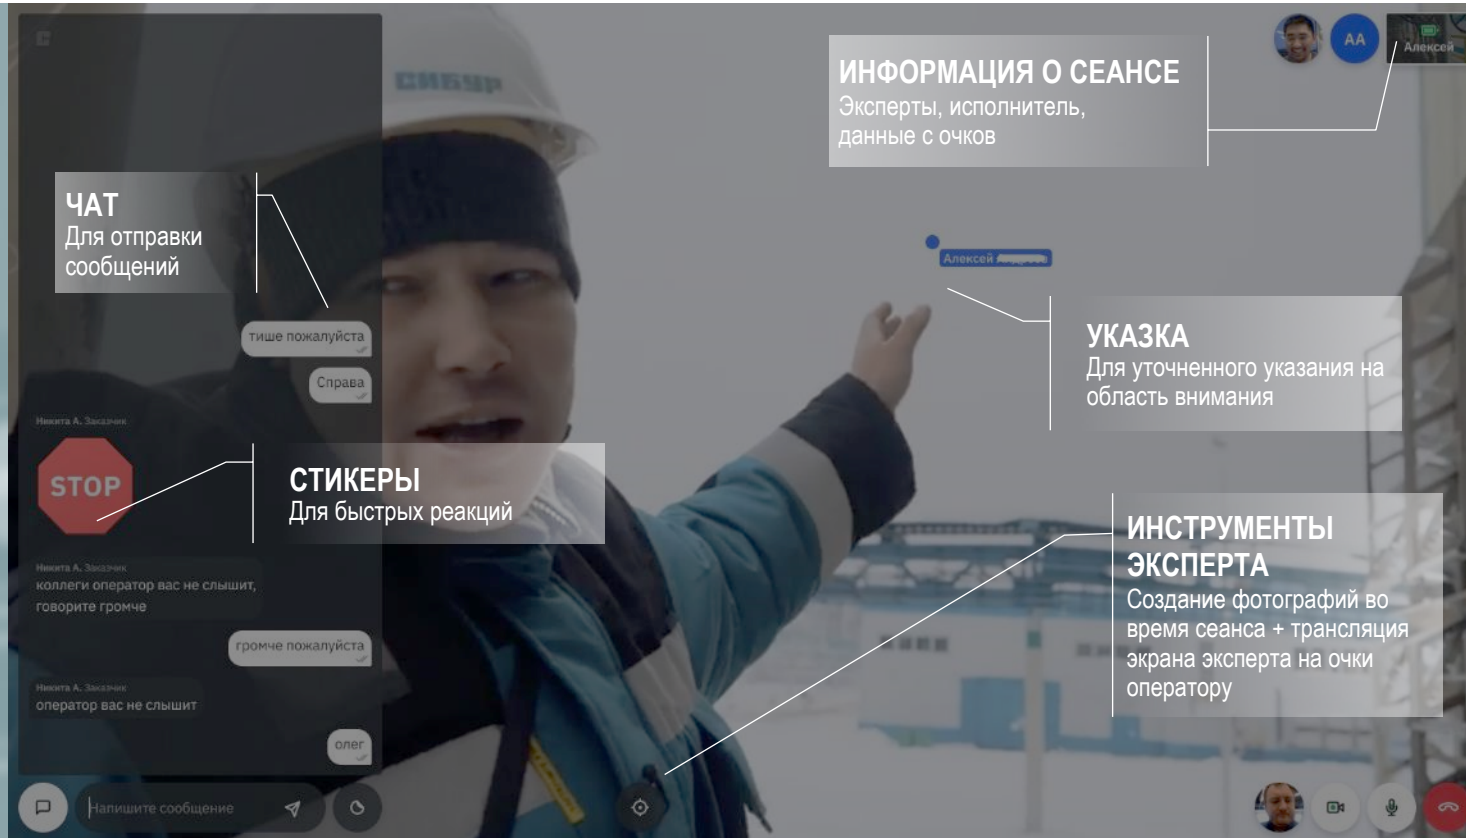 СИБУР
АА
Алексей
ИНФОРМАЦИЯ О СЕАНСЕ
Эксперты, исполнитель,
данные с очков
ЧАТ
Для отправки
сообщений
Алексей
тише пожалуйста
Справа
УКАЗКА
Для уточненного указания на
область внимания
Никита А. Заказчик
STOP
СТИКЕРЫ
Для быстрых реакций
ИНСТРУМЕНТЫ
ЭКСПЕРТА
Создание фотографий во
время сеанса + трансляция
экрана эксперта на очки
оператору
Никита А. Заказчик
коллеги оператор вас не слышит,
говорите громче
громче пожалуйста
Никита А. Заказчик
оператор вас не слышит
олег
Напишите сообщение